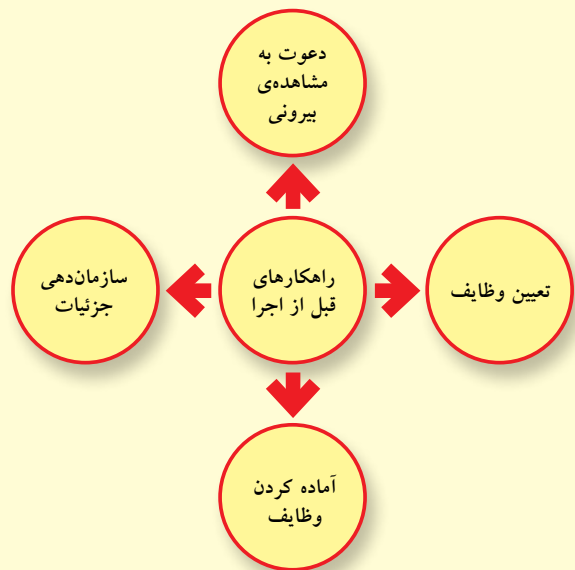 دعوت به
مشاهده‌ی
بیرونی
راهکارهای
قبل از اجرا
تعیین وظایف
سازمان‌دهی
جزئیات
آماده کردن
وظایف